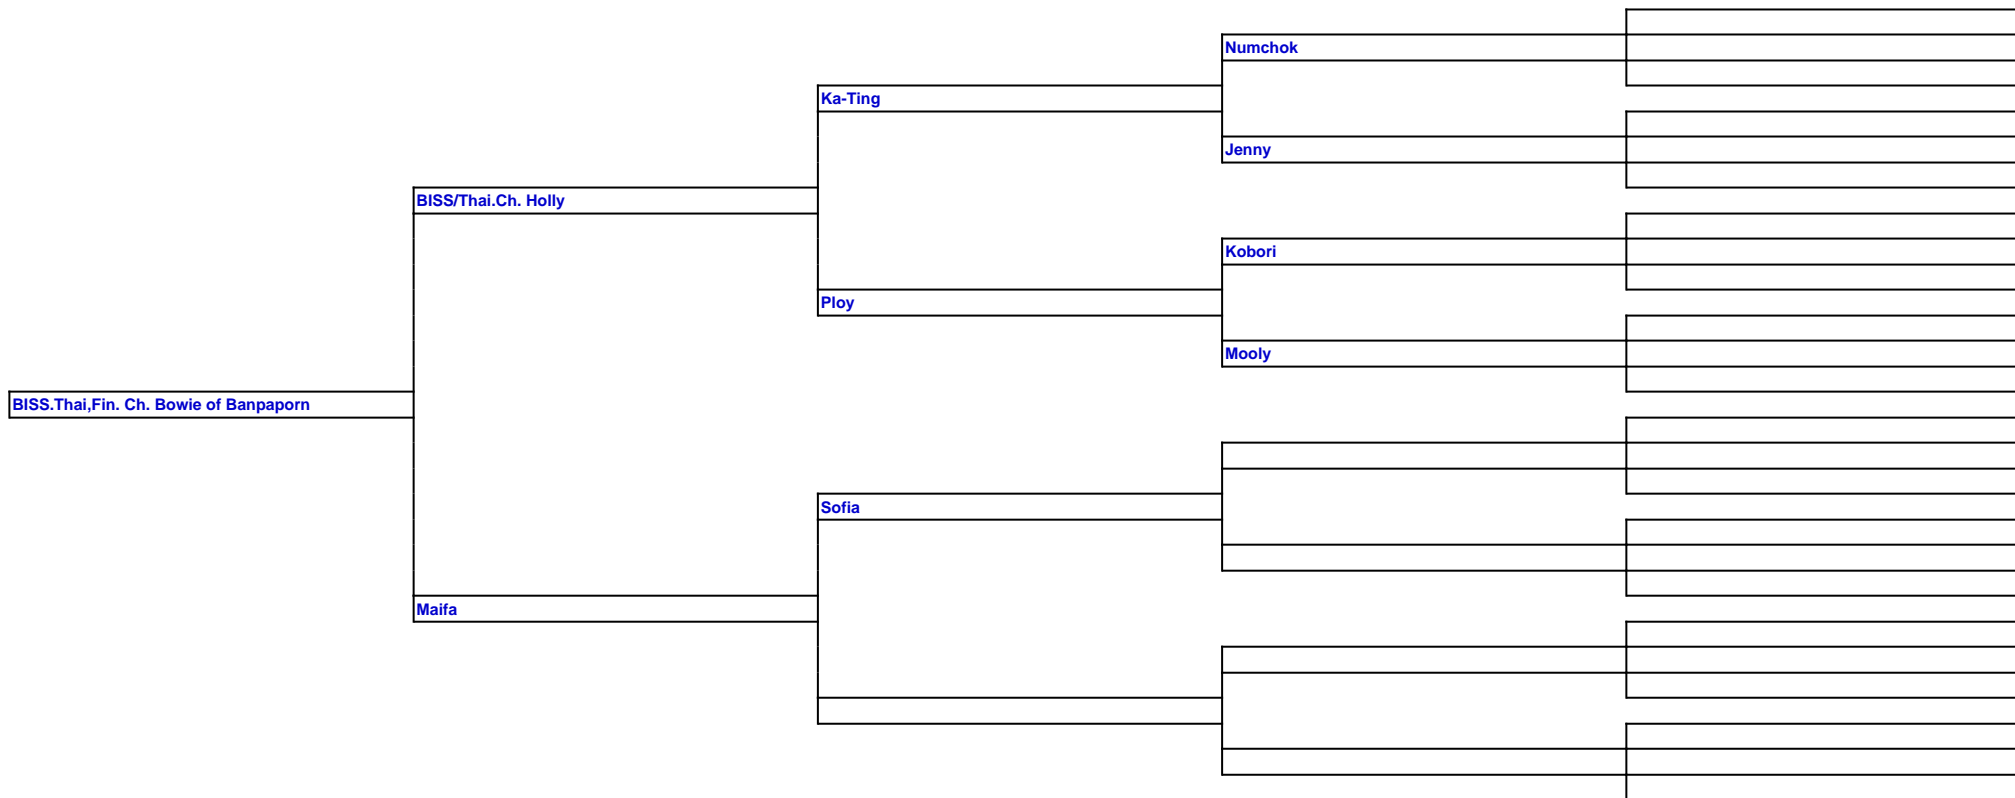 Numchok
Ka-Ting
Jenny
BISS/Thai.Ch. Holly
Kobori
Ploy
Mooly
BISS.Thai,Fin. Ch. Bowie of Banpaporn
Sofia
Maifa